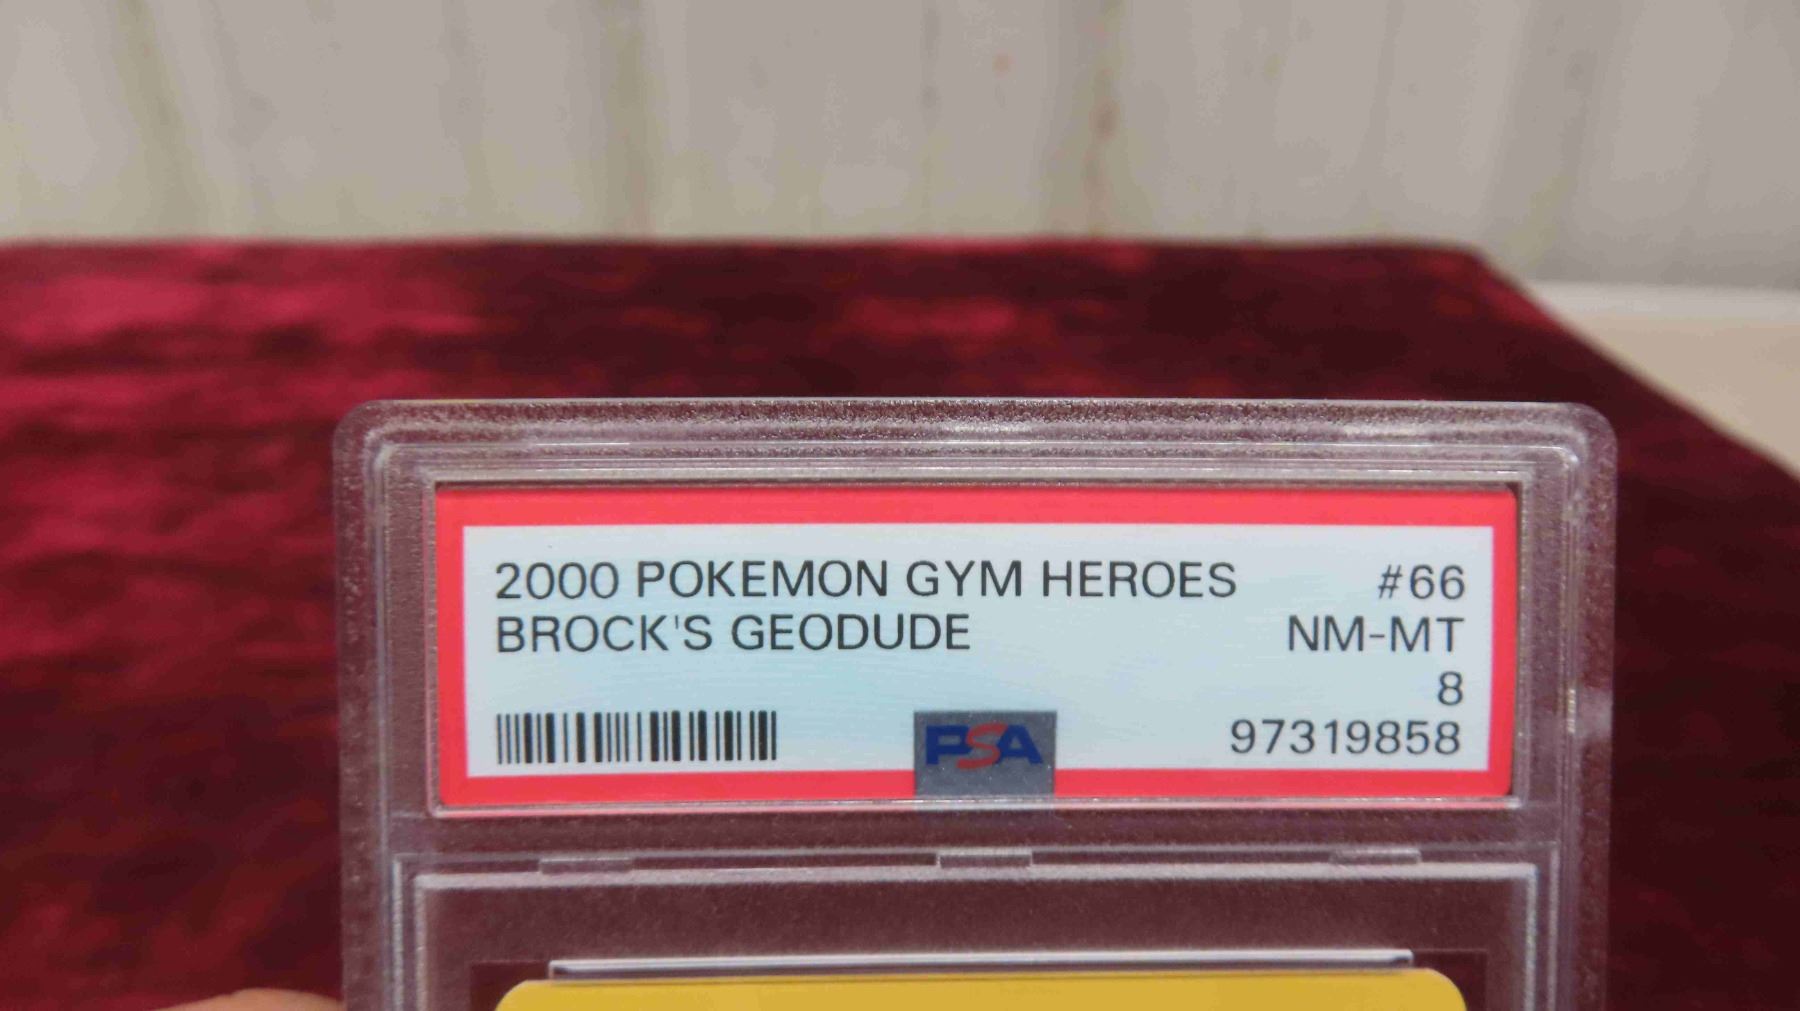 2000 POKEMON GYM HEROES #66
BROCK'S GEODUDE NM-MT
8
PSA 97319858